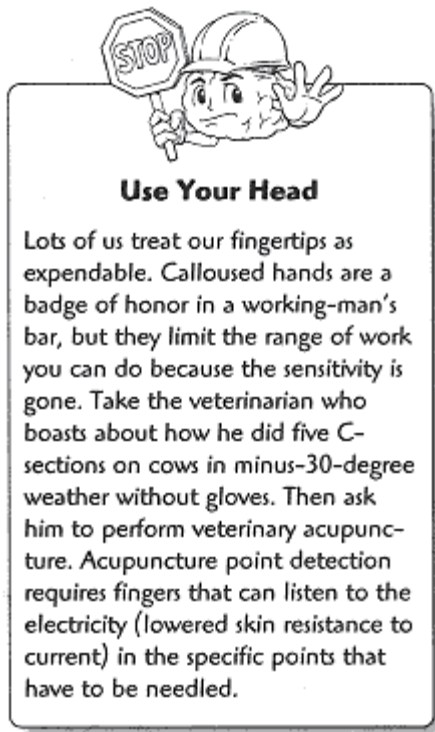 STOP
Use Your Head
Lots of us treat our fingertips as
expendable. Calloused hands are a
badge of honor in a working-man's
bar, but they limit the range of work
you can do because the sensitivity is
gone. Take the veterinarian who
boasts about how he did five C-
sections on cows in minus-30-degree
weather without gloves. Then ask
him to perform veterinary acupunc-
ture. Acupuncture point detection
requires fingers that can listen to the
electricity (lowered skin resistance to
current) in the specific points that
have to be needled.